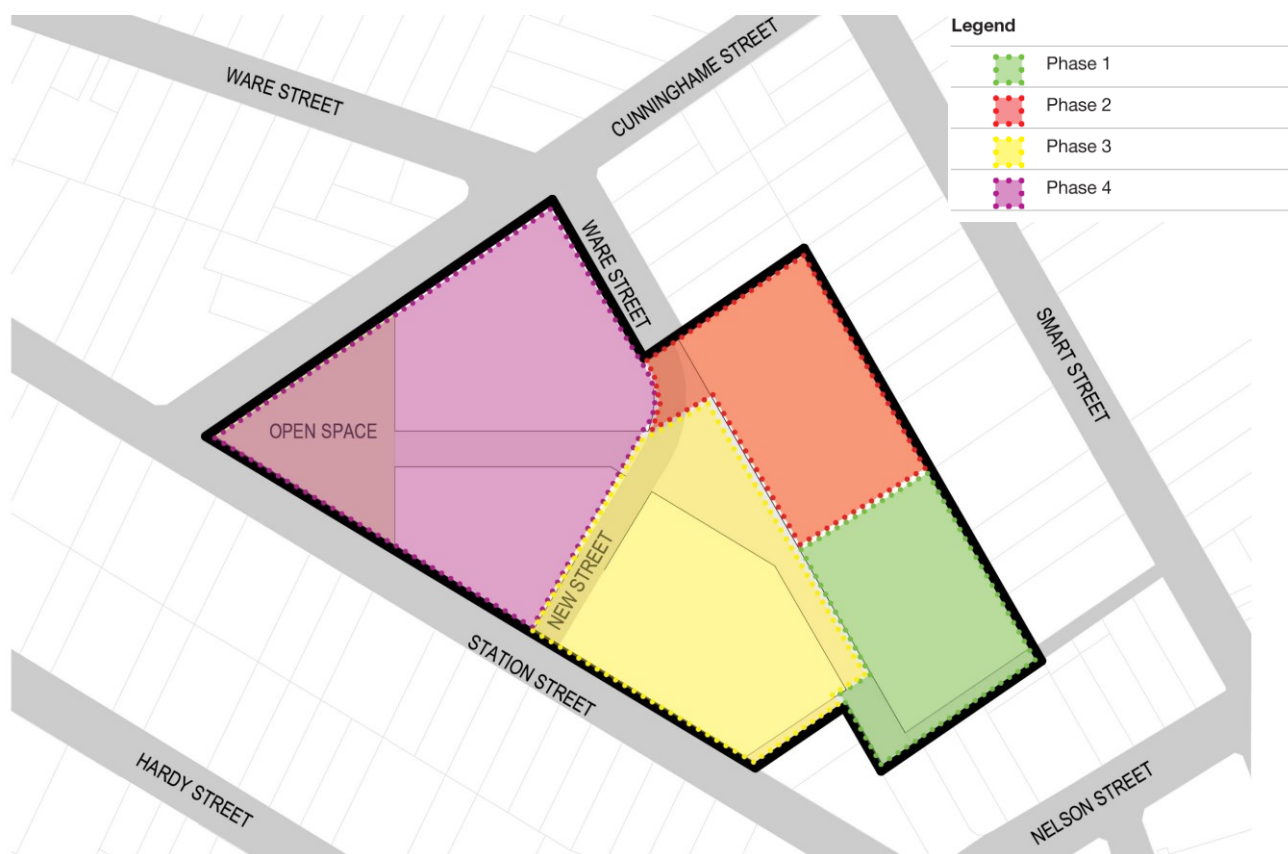 Legend
Phase 1
Phase 2
Phase 3
Phase 4
WARE STREET
CUNNINGHAME STREET
WARE STREET
SMART STREET
OPEN SPACE
NEW STREET
STATION STREET
HARDY STREET
NELSON STREET